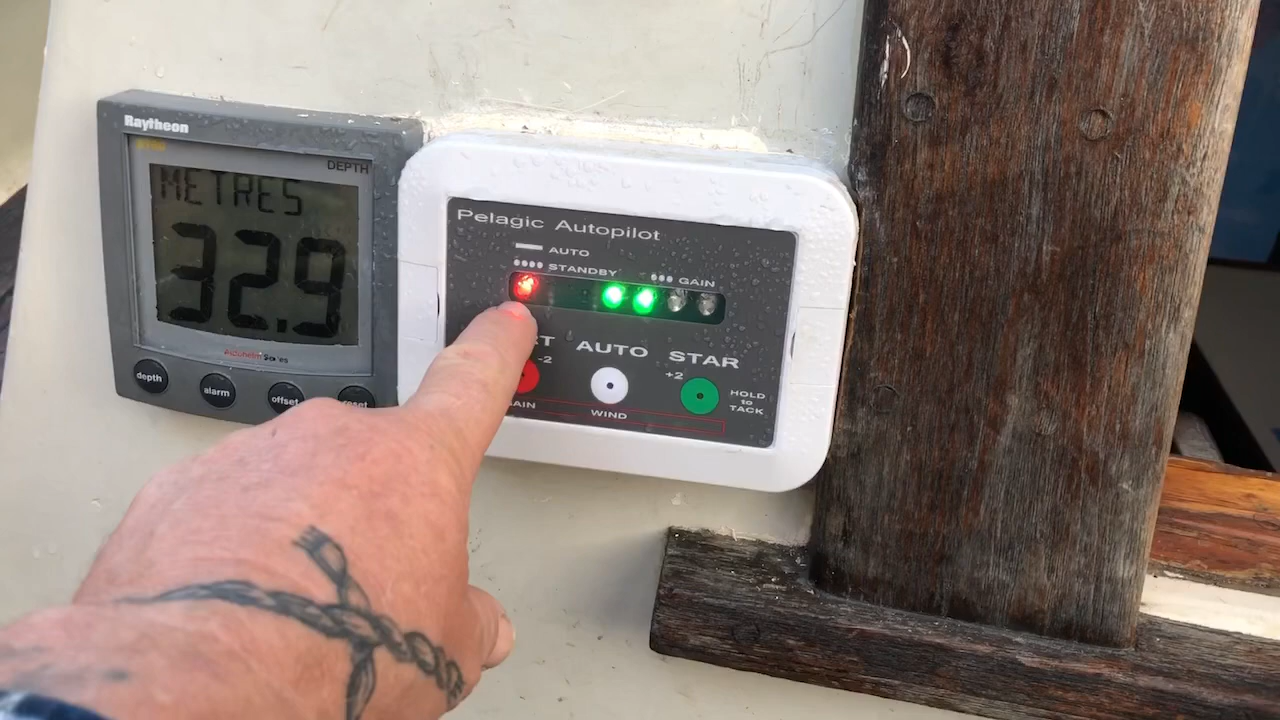 Raytheon
DEPTH
METRES
32.9
depth
alarm
offset
Pelagic Autopilot
AUTO
STANDBY
GAIN
AUTO
STAR
-2
+2
HOLD
to
TACK
WIND